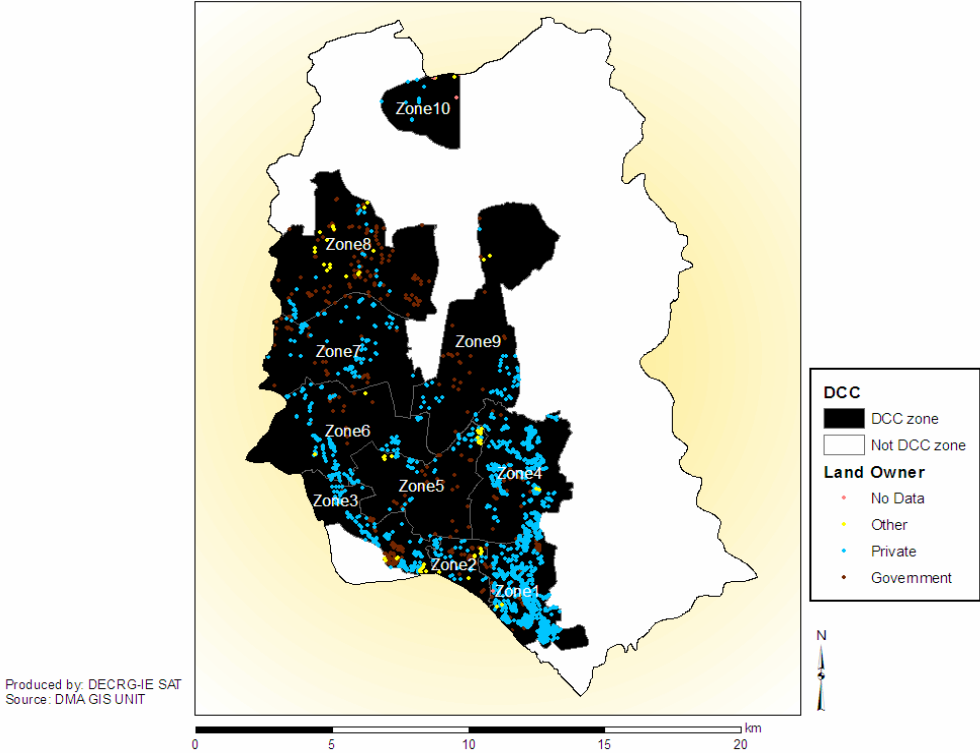 Zone10
Zone8
Zone9
Zone7
Zone6
Zone4
Zone5
Zone3
Zone2
Zone1
DCC
DCC zone
Not DCC zone
Land Owner
No Data
Other
Private
Government
N
Produced by: DECRG-IE SAT
Source: DMA GIS UNIT
km
0 5 10 15 20